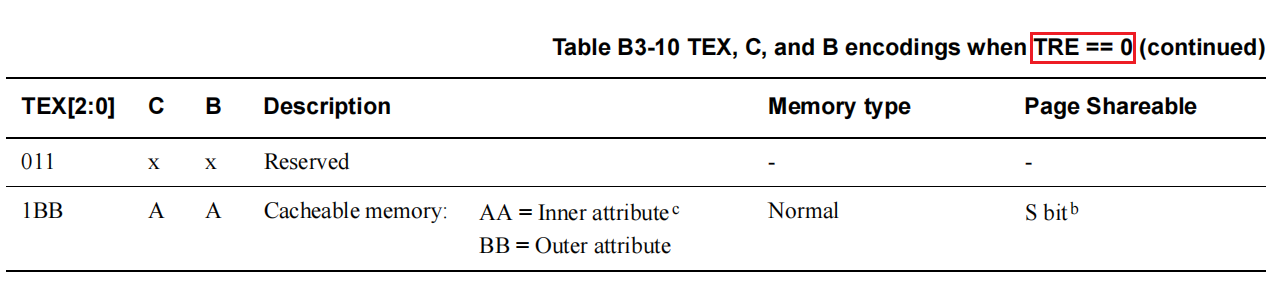 Table B3-10 TEX, C, and B encodings when TRE == 0 (continued)
TEX[2:0] C B Description Memory type Page Shareable
011 x x Reserved - -
1BB A A Cacheable memory: AA = Inner attribute c Normal S bit b
BB = Outer attribute